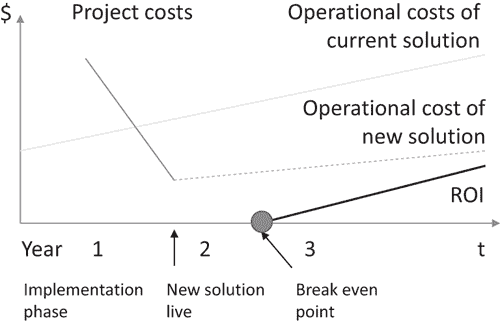 $
Project costs
Operational costs of
current solution
Operational cost of
new solution
ROI
Year 1 2 3 t
Implementation
phase
New solution
live
Break even
point